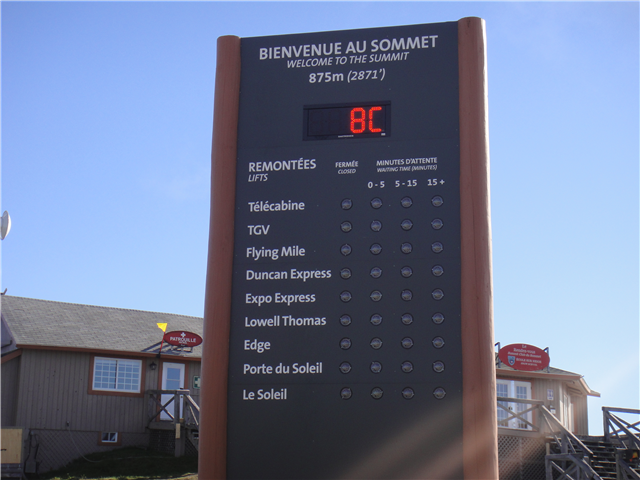 BIENVENUE AU SOMMET
WELCOME TO THE SUMMIT
875m (2871')
8C
REMONTÉES FERMÉE MINUTES D'ATTENTE
LIFTS CLOSED WAITING TIME (MINUTES)
0 - 5 5 - 15 15 +
Télécabine
TGV
Flying Mile
Duncan Express
Expo Express
Lowell Thomas
Edge
Porte du Soleil
Le Soleil
PATROUILLE